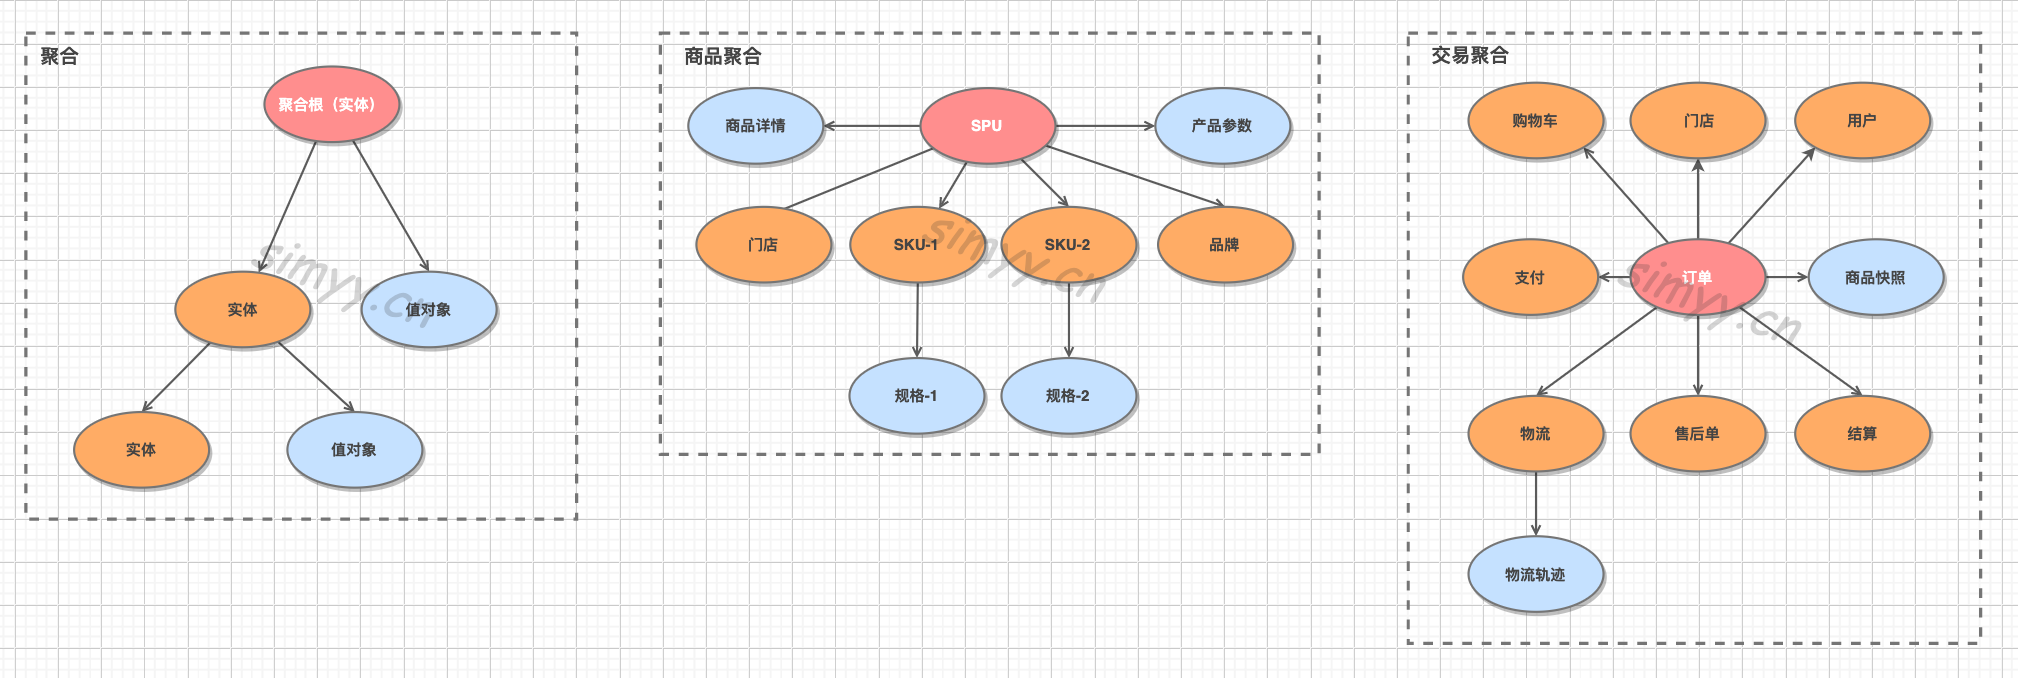 聚合
聚合根（实体）
实体
值对象
实体
值对象
simyy.cn
商品聚合
商品详情
SPU
产品参数
门店
SKU-1
SKU-2
品牌
规格-1
规格-2
simyy.cn
交易聚合
购物车
门店
用户
支付
订单
商品快照
物流
售后单
结算
物流轨迹
simyy.cn